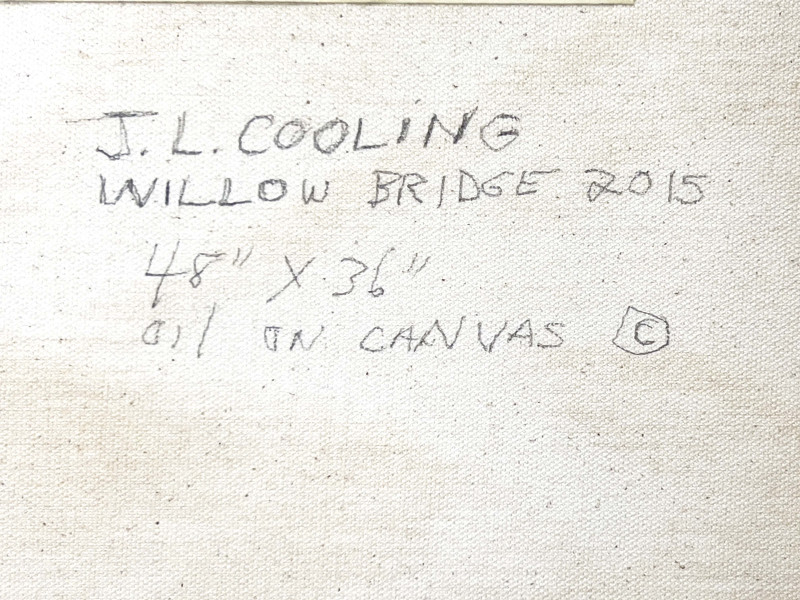 J. L. COOLING
WILLOW BRIDGE 2015
48" X 36"
oil ON CANVAS ©